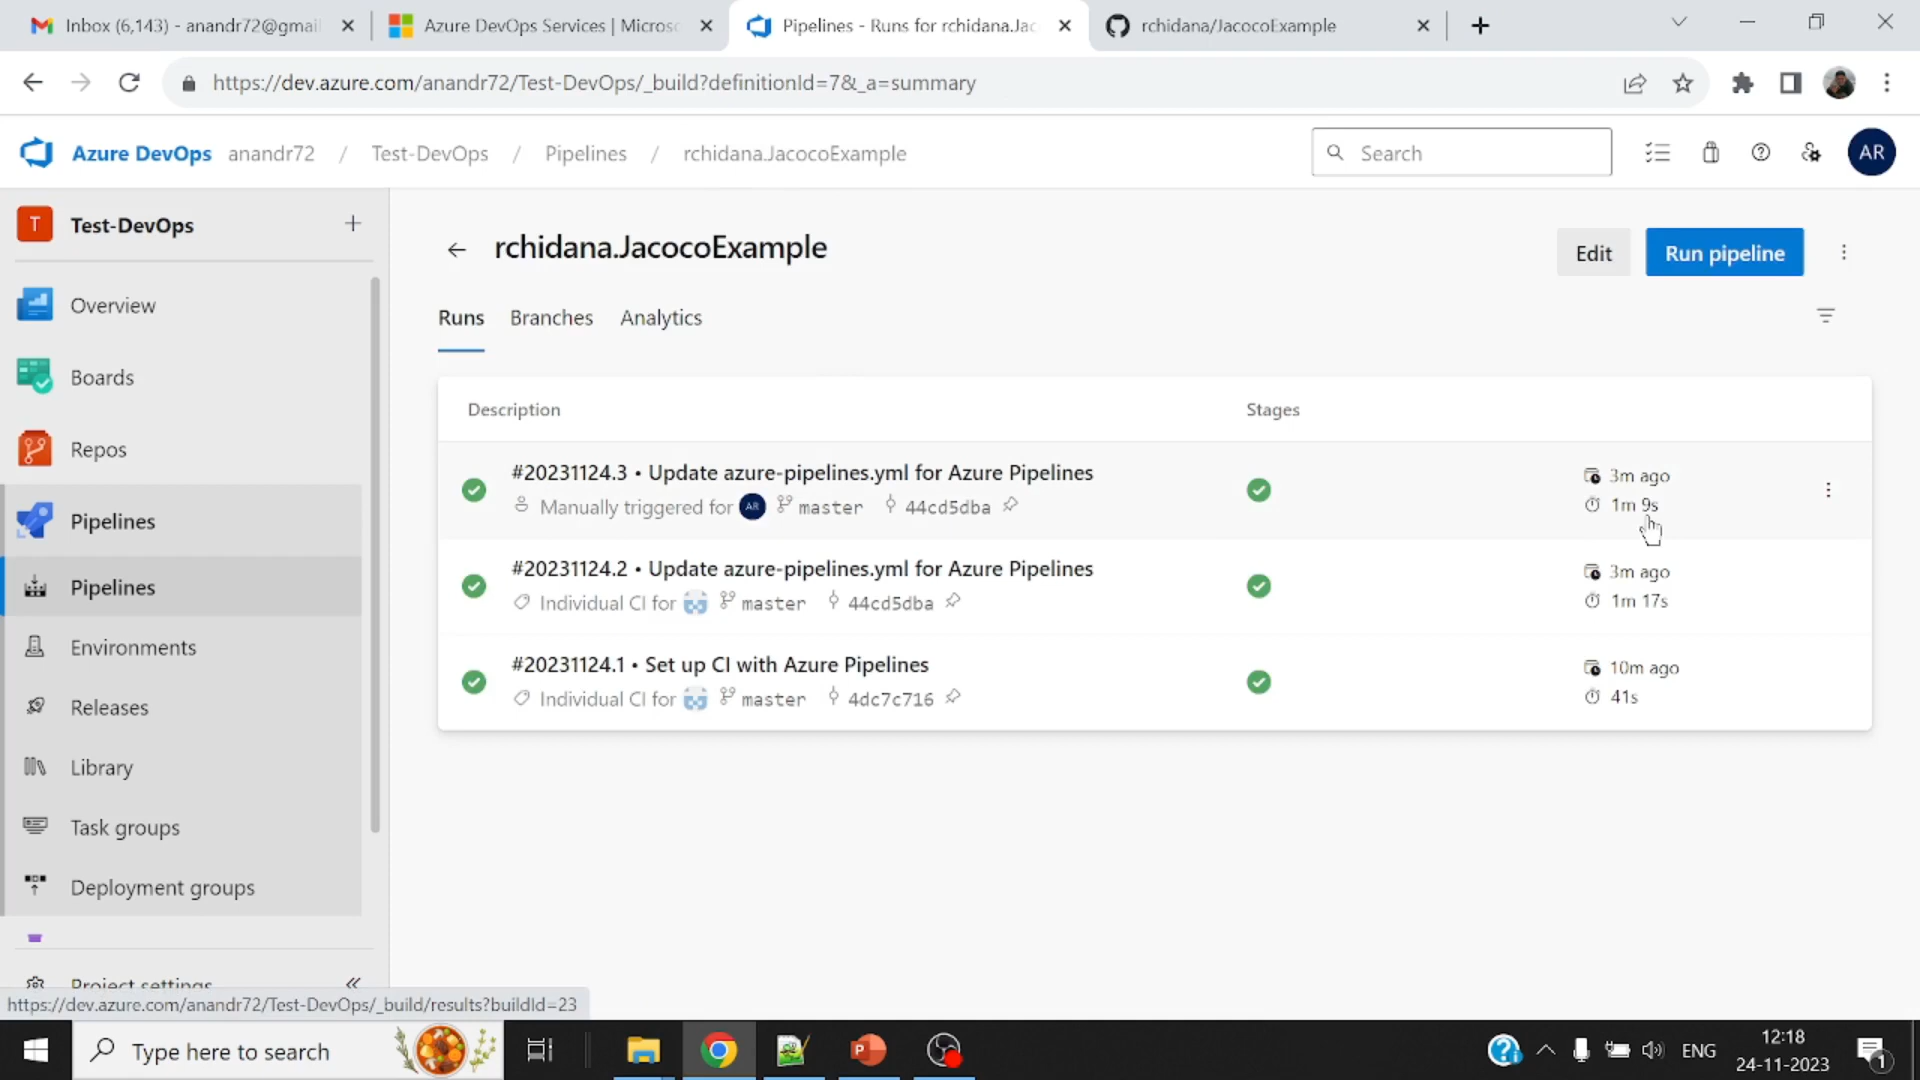 Inbox (6,143) - anandr72@gmail
Azure DevOps Services | Microso
Pipelines - Runs for rchidana.Jac
rchidana/JacocoExample
https://dev.azure.com/anandr72/Test-DevOps/_build?definitionId=7&_a=summary
Azure DevOps anandr72 / Test-DevOps / Pipelines / rchidana.JacocoExample
Search
AR
T Test-DevOps
Overview
Boards
Repos
Pipelines
Pipelines
Environments
Releases
Library
Task groups
Deployment groups
Project settings
rchidana.JacocoExample
Edit
Run pipeline
Runs Branches Analytics
Description Stages
#20231124.3 • Update azure-pipelines.yml for Azure Pipelines
Manually triggered for AR master 44cd5dba
3m ago
1m 9s
#20231124.2 • Update azure-pipelines.yml for Azure Pipelines
Individual CI for master 44cd5dba
3m ago
1m 17s
#20231124.1 • Set up CI with Azure Pipelines
Individual CI for master 4dc7c716
10m ago
41s
https://dev.azure.com/anandr72/Test-DevOps/_build/results?buildId=23
Type here to search
P
ENG
12:18
24-11-2023
1